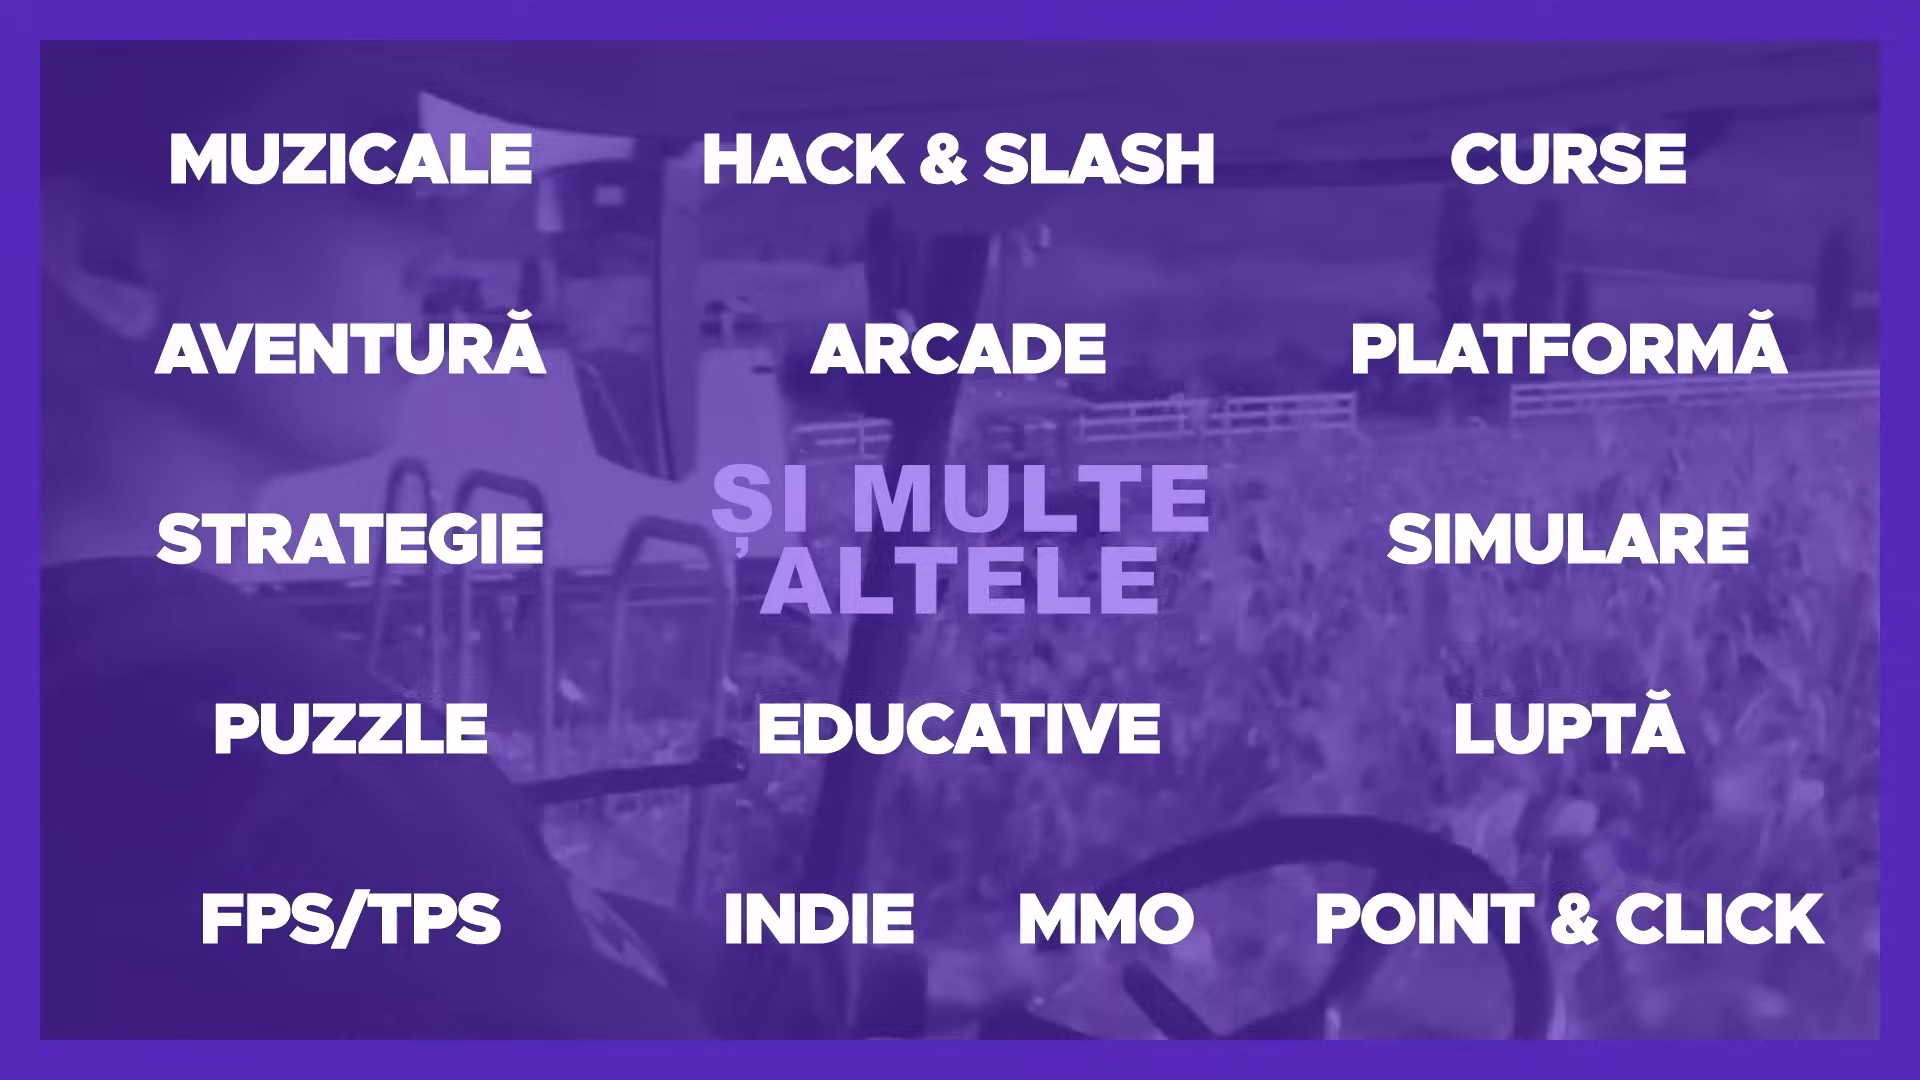 MUZICALE
HACK & SLASH
CURSE
AVENTURĂ
ARCADE
PLATFORMĂ
STRATEGIE
ȘI MULTE
ALTELE
SIMULARE
PUZZLE
EDUCATIVE
LUPTĂ
FPS/TPS
INDIE
MMO
POINT & CLICK